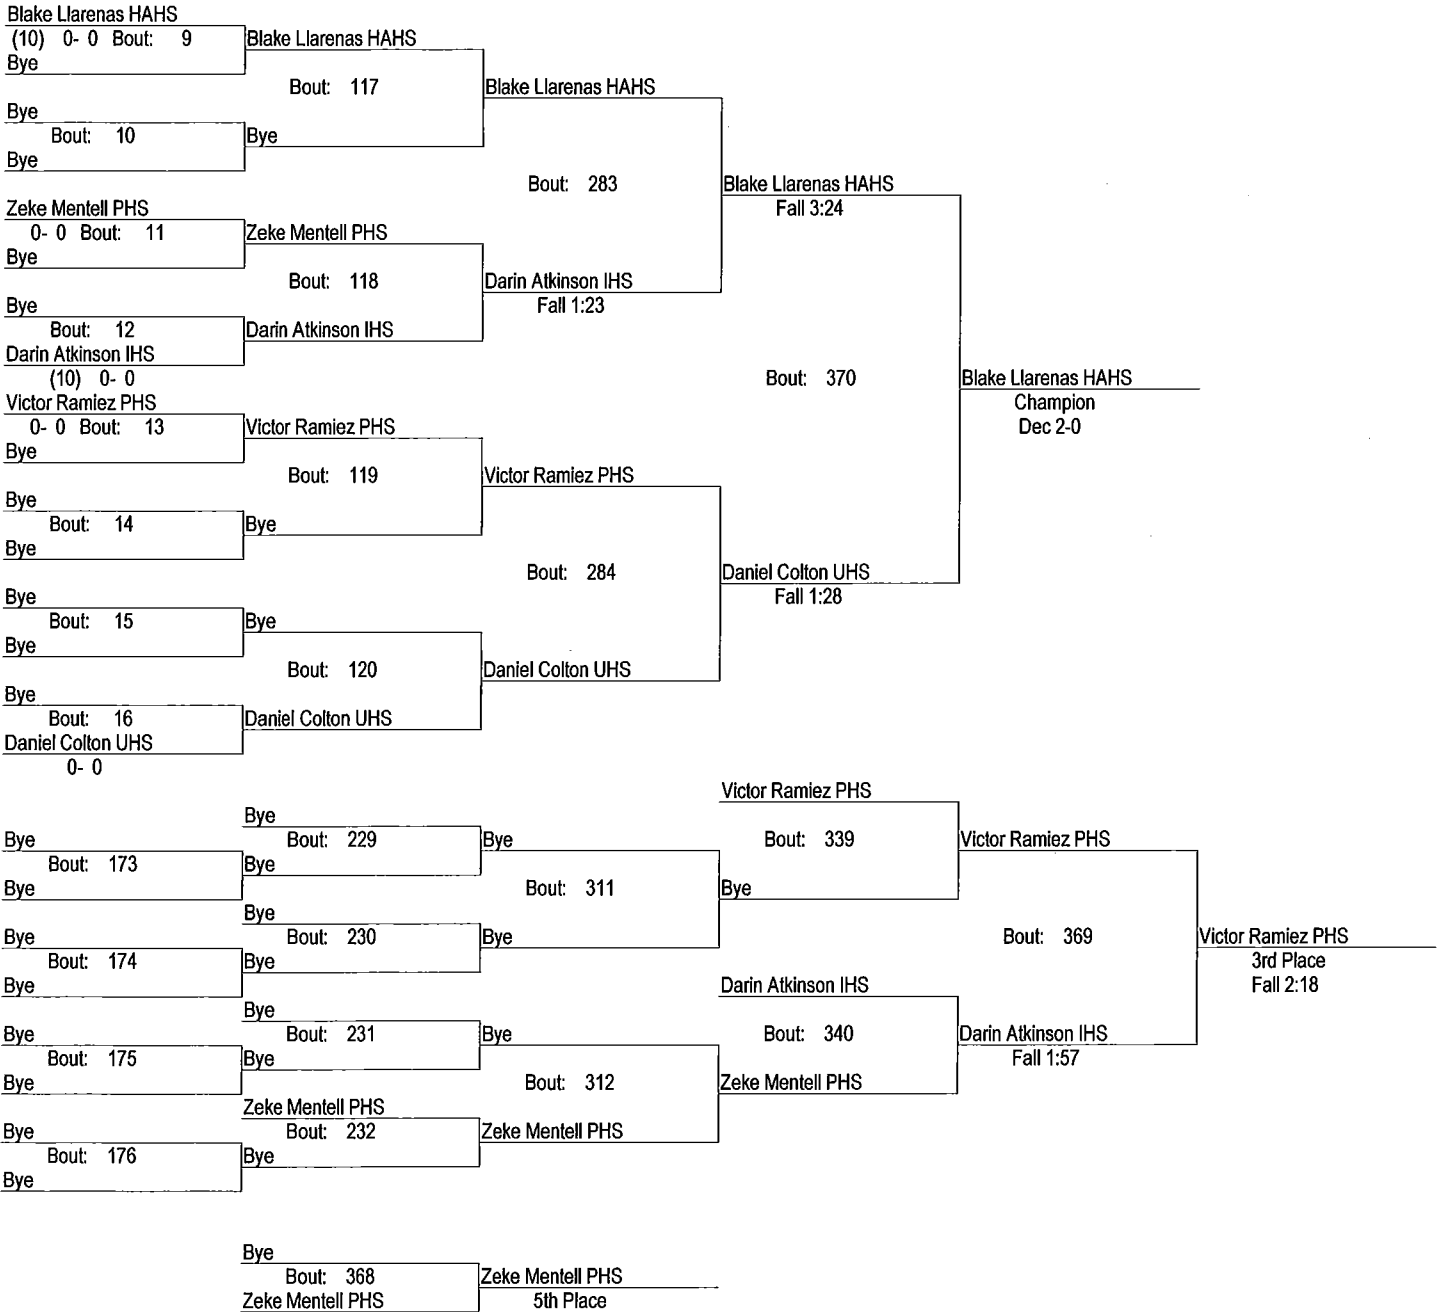 Blake Llarenas HAHS
(10) 0- 0 Bout: 9
Blake Llarenas HAHS
Bye
Bout: 117
Blake Llarenas HAHS
Bye
Bout: 10
Bye
Bye
Bout: 283
Blake Llarenas HAHS
Fall 3:24
Zeke Mentell PHS
0- 0 Bout: 11
Zeke Mentell PHS
Bye
Bout: 118
Darin Atkinson IHS
Fall 1:23
Bye
Bout: 12
Darin Atkinson IHS
Darin Atkinson IHS
(10) 0- 0
Bout: 370
Blake Llarenas HAHS
Champion
Dec 2-0
Victor Ramiez PHS
0- 0 Bout: 13
Victor Ramiez PHS
Bye
Bout: 119
Victor Ramiez PHS
Bye
Bout: 14
Bye
Bye
Bout: 284
Daniel Colton UHS
Fall 1:28
Bye
Bout: 15
Bye
Bye
Bout: 120
Daniel Colton UHS
Bye
Bout: 16
Daniel Colton UHS
Daniel Colton UHS
0- 0
Victor Ramiez PHS
Bye
Bout: 229
Bye
Bout: 339
Victor Ramiez PHS
Bye
Bout: 173
Bye
Bye
Bout: 311
Bye
Bye
Bout: 230
Bye
Bye
Bout: 174
Bye
Bye
Bout: 369
Victor Ramiez PHS
3rd Place
Fall 2:18
Darin Atkinson IHS
Bye
Bout: 231
Bye
Bout: 340
Darin Atkinson IHS
Fall 1:57
Bye
Bout: 175
Bye
Bye
Bout: 312
Zeke Mentell PHS
Zeke Mentell PHS
Bout: 232
Zeke Mentell PHS
Bye
Bout: 176
Bye
Bye
Bye
Bout: 368
Zeke Mentell PHS
Zeke Mentell PHS
5th Place